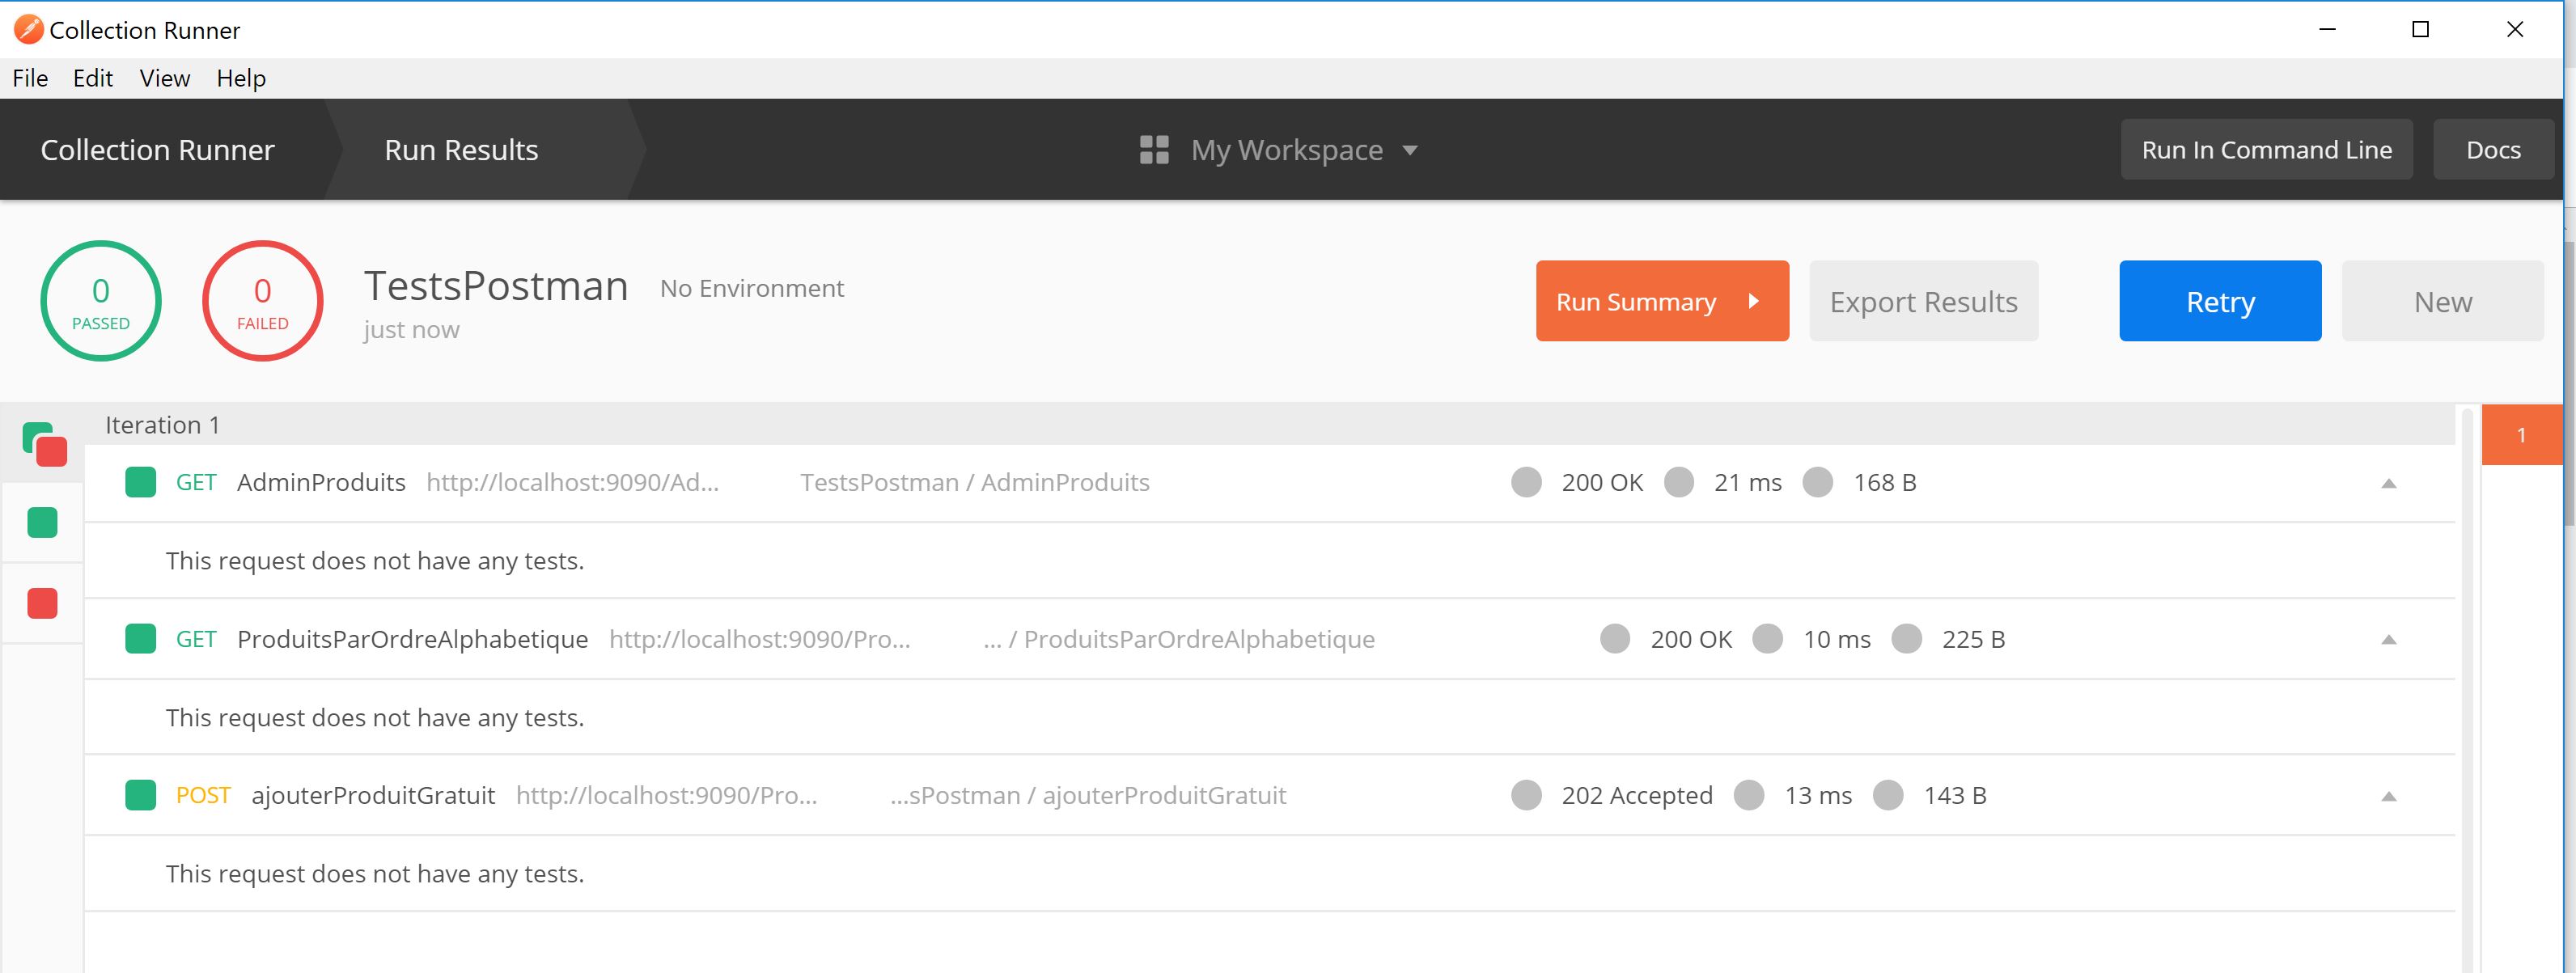 Collection Runner
File Edit View Help
Collection Runner Run Results My Workspace Run In Command Line Docs
0 PASSED
0 FAILED
TestsPostman No Environment
just now
Run Summary Export Results Retry New
Iteration 1
1
GET AdminProduits http://localhost:9090/Ad... TestsPostman / AdminProduits 200 OK 21 ms 168 B
This request does not have any tests.
GET ProduitsParOrdreAlphabetique http://localhost:9090/Pro... ... / ProduitsParOrdreAlphabetique 200 OK 10 ms 225 B
This request does not have any tests.
POST ajouterProduitGratuit http://localhost:9090/Pro... ...sPostman / ajouterProduitGratuit 202 Accepted 13 ms 143 B
This request does not have any tests.